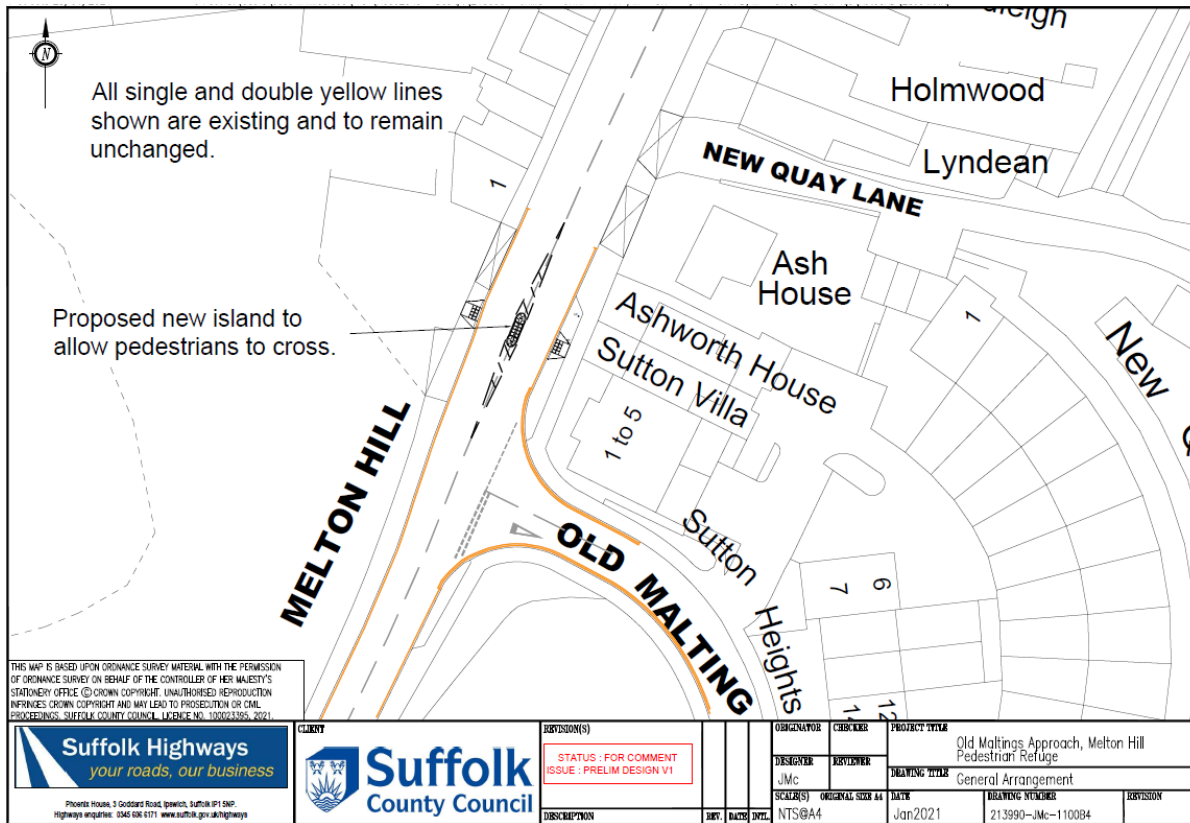 N
All single and double yellow lines
shown are existing and to remain
unchanged.
Holmwood
Lyndean
NEW QUAY LANE
1
Ash
House
Proposed new island to
allow pedestrians to cross.
Ashworth House
Sutton Villa
1 to 5
1
New
MELTON HILL
OLD MALTING
Sutton
Heights
7
6
12
THIS MAP IS BASED UPON ORDNANCE SURVEY MATERIAL WITH THE PERMISSION
OF ORDNANCE SURVEY ON BEHALF OF THE CONTROLLER OF HER MAJESTY'S
STATIONERY OFFICE © CROWN COPYRIGHT. UNAUTHORISED REPRODUCTION
INFRINGES CROWN COPYRIGHT AND MAY LEAD TO PROSECUTION OR CIVIL
PROCEEDINGS. SUFFOLK COUNTY COUNCIL, LICENCE NO. 100023395, 2021.
Suffolk Highways
your roads, our business
Phoenix House, 3 Goddard Road, Ipswich, Suffolk IP1 5NP.
Highways enquiries: 0345 606 6171 www.suffolk.gov.uk/highways
CLIENT
Suffolk
County Council
REVISION(S)
STATUS : FOR COMMENT
ISSUE : PRELIM DESIGN V1
DESCRIPTION
REV.
DATE
INTL.
ORIGINATOR
CHECKER
DESIGNER
REVIEWER
JMc
SCALE(S)
ORIGINAL SIZE A4
NTS@A4
PROJECT TITLE
Old Maltings Approach, Melton Hill
Pedestrian Refuge
DRAWING TITLE
General Arrangement
DATE
Jan2021
DRAWING NUMBER
213990-JMc-1100B4
REVISION